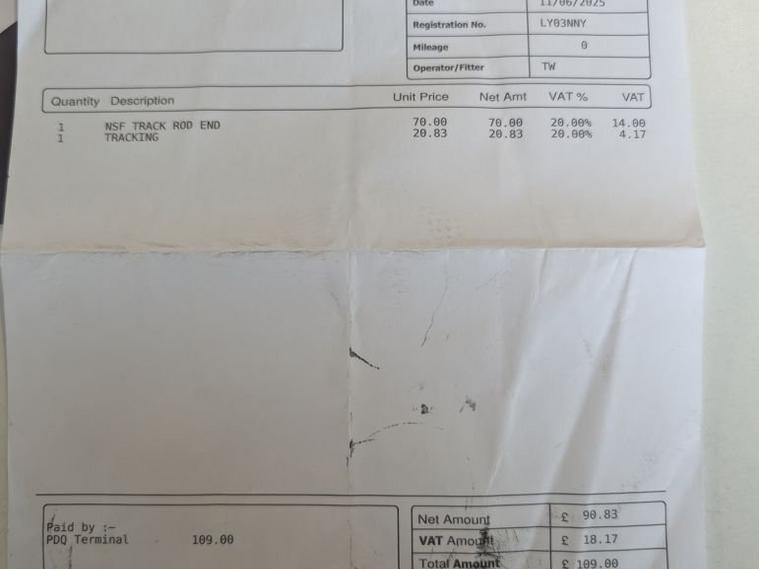 Date 11/06/2025
Registration No. LY03NNY
Mileage 0
Operator/Fitter TW
Quantity Description Unit Price Net Amt VAT % VAT
1 NSF TRACK ROD END 70.00 70.00 20.00% 14.00
1 TRACKING 20.83 20.83 20.00% 4.17
Paid by :-
PDQ Terminal 109.00
Net Amount £ 90.83
VAT Amount £ 18.17
Total Amount £ 109.00